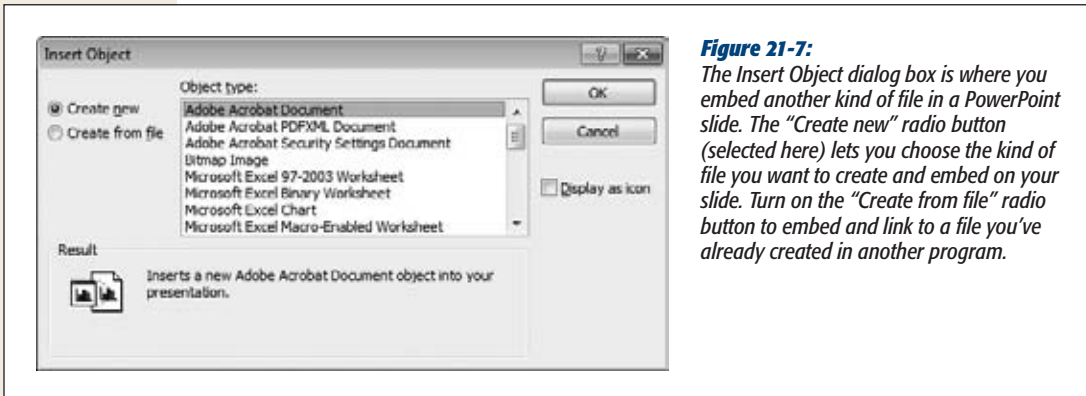 Insert Object
Object type:
Create new
Create from file
Adobe Acrobat Document
Adobe Acrobat PDFXML Document
Adobe Acrobat Security Settings Document
Bitmap Image
Microsoft Excel 97-2003 Worksheet
Microsoft Excel Binary Worksheet
Microsoft Excel Chart
Microsoft Excel Macro-Enabled Worksheet
OK
Cancel
Display as icon
Result
Inserts a new Adobe Acrobat Document object into your
presentation.
Figure 21-7:
The Insert Object dialog box is where you
embed another kind of file in a PowerPoint
slide. The “Create new” radio button
(selected here) lets you choose the kind of
file you want to create and embed on your
slide. Turn on the “Create from file” radio
button to embed and link to a file you’ve
already created in another program.